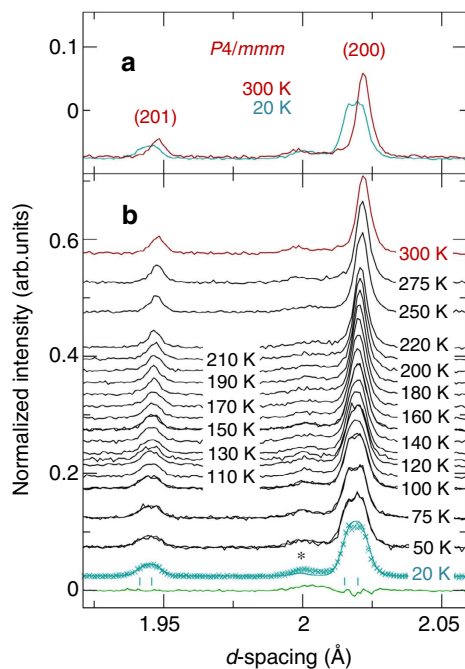 0.1
P4/mmm
(200)
a
300 K
(201)
20 K
0
b
0.6
300 K
275 K
250 K
0.4
220 K
210 K
200 K
190 K
180 K
170 K
160 K
150 K
140 K
130 K
120 K
110 K
100 K
0.2
75 K
50 K
*
20 K
0
1.95
2
2.05
d-spacing (Å)
Normalized intensity (arb.units)